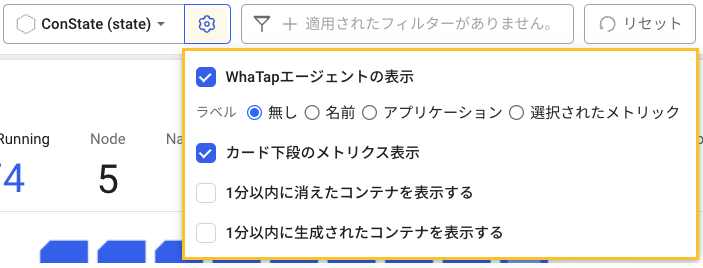 ConState (state)
適用されたフィルターがありません。
リセット
WhaTapエージェントの表示
ラベル 無し 名前 アプリケーション 選択されたメトリック
Running Node Na
4 5
カード下段のメトリクス表示
1分以内に消えたコンテナを表示する
1分以内に生成されたコンテナを表示する